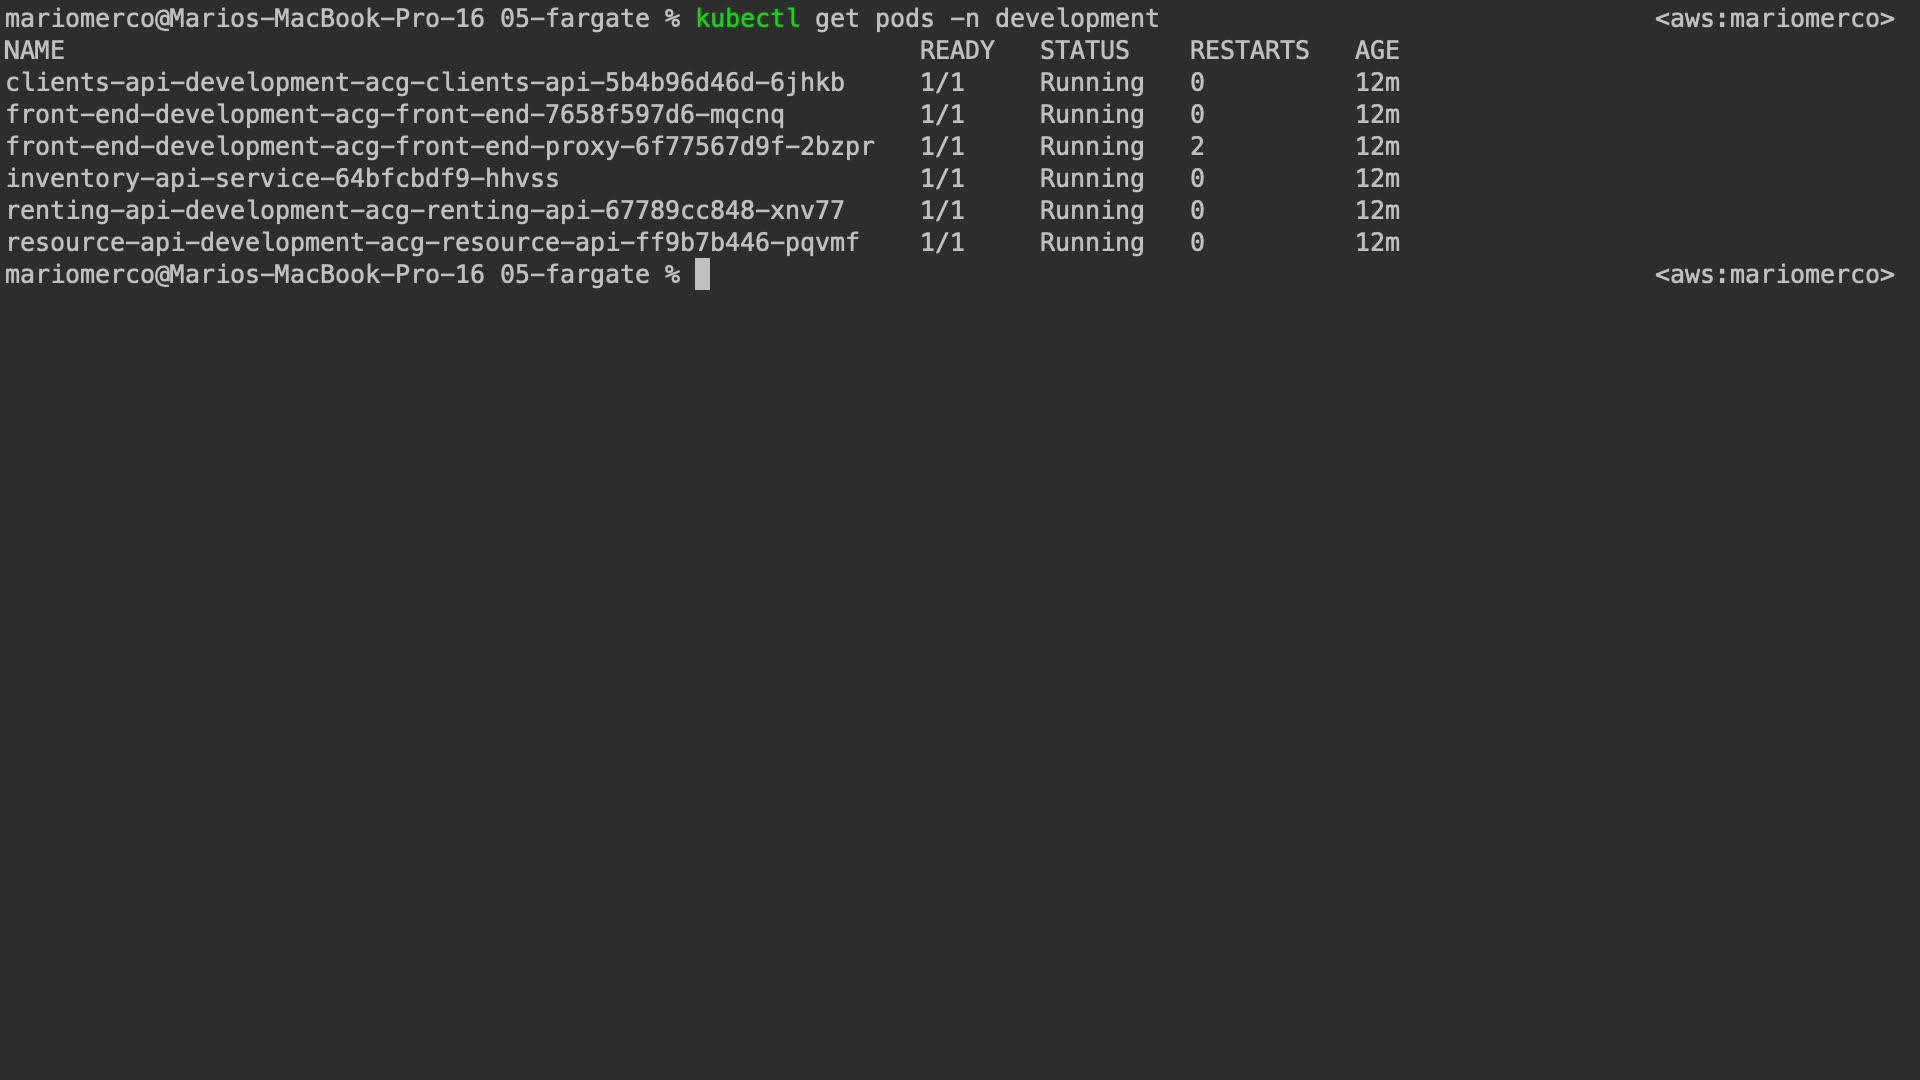 mariomerco@Marios-MacBook-Pro-16 05-fargate % kubectl get pods -n development <aws:mariomerco>
NAME READY STATUS RESTARTS AGE
clients-api-development-acg-clients-api-5b4b96d46d-6jhkb 1/1 Running 0 12m
front-end-development-acg-front-end-7658f597d6-mqcnq 1/1 Running 0 12m
front-end-development-acg-front-end-proxy-6f77567d9f-2bzpr 1/1 Running 2 12m
inventory-api-service-64bfcbdf9-hhvss 1/1 Running 0 12m
renting-api-development-acg-renting-api-67789cc848-xnv77 1/1 Running 0 12m
resource-api-development-acg-resource-api-ff9b7b446-pqvmf 1/1 Running 0 12m
mariomerco@Marios-MacBook-Pro-16 05-fargate % <aws:mariomerco>